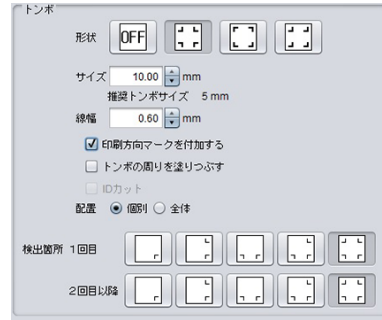 トンボ
形状 OFF
サイズ 10.00 mm
推奨トンボサイズ 5 mm
線幅 0.60 mm
印刷方向マークを付加する
トンボの周りを塗りつぶす
IDカット
配置 個別 全体
検出箇所 1回目
2回目以降